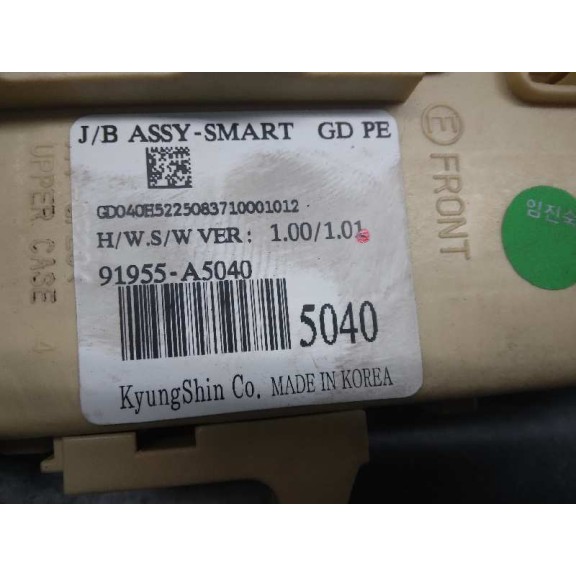 J/B ASSY-SMART GD PE
GD040E5225083710001012
H/W.S/W VER: 1.00/1.01
91955-A5040
5040
KyungShin Co. MADE IN KOREA
UPPER CASE 4
E FRONT
임진숙